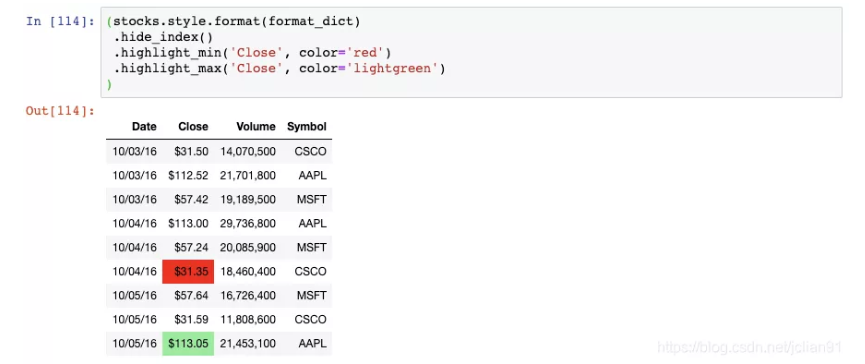 In [114]: (stocks.style.format(format_dict)
.hide_index()
.highlight_min('Close', color='red')
.highlight_max('Close', color='lightgreen')
)
Out[114]:
Date Close Volume Symbol
10/03/16 $31.50 14,070,500 CSCO
10/03/16 $112.52 21,701,800 AAPL
10/03/16 $57.42 19,189,500 MSFT
10/04/16 $113.00 29,736,800 AAPL
10/04/16 $57.24 20,085,900 MSFT
10/04/16 $31.35 18,460,400 CSCO
10/05/16 $57.64 16,726,400 MSFT
10/05/16 $31.59 11,808,600 CSCO
10/05/16 $113.05 21,453,100 AAPL
https://blog.csdn.net/jclian91